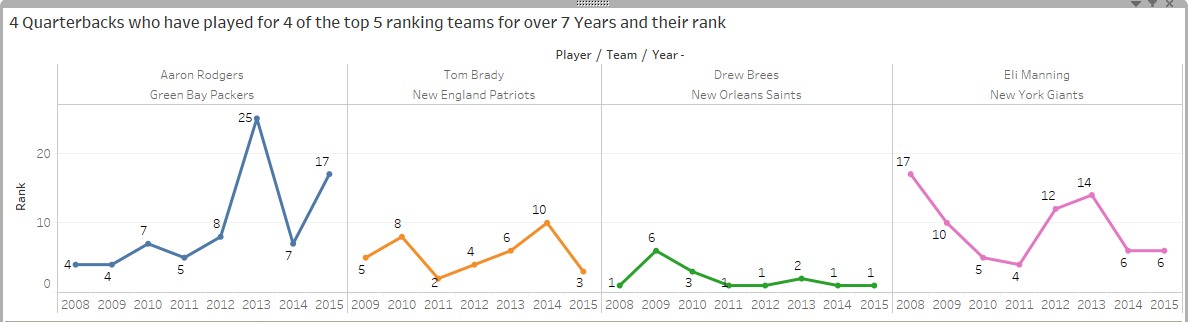 4 Quarterbacks who have played for 4 of the top 5 ranking teams for over 7 Years and their rank
Player / Team / Year -
Aaron Rodgers Tom Brady Drew Brees Eli Manning
Green Bay Packers New England Patriots New Orleans Saints New York Giants
Rank
20
10
0
4 4 7 5 8 25 7 17
5 8 2 4 6 10 3
1 6 3 1 1 2 1 1
17 10 5 4 12 14 6 6
2008 2009 2010 2011 2012 2013 2014 2015 2009 2010 2011 2012 2013 2014 2015 2008 2009 2010 2011 2012 2013 2014 2015 2008 2009 2010 2011 2012 2013 2014 2015